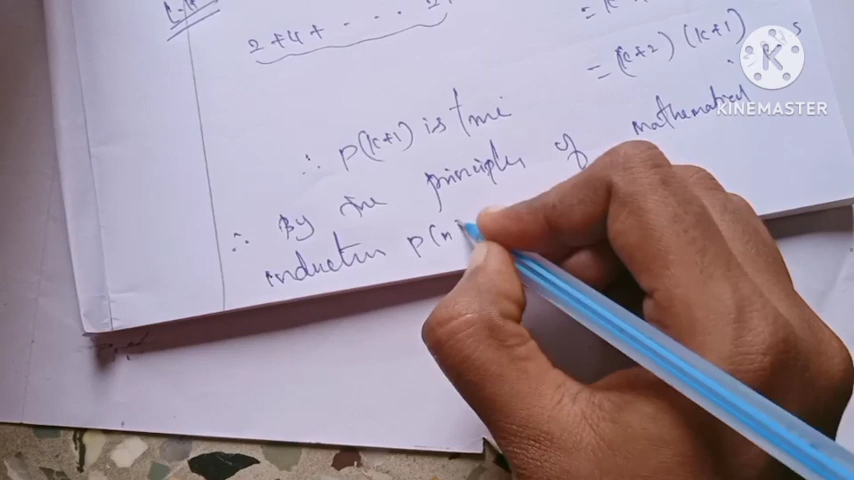 2+4+ . . . . 2
= (k+2) (k+1)
∴ P(k+1) is true
∴ By the principle of mathematical
induction P(n
KINEMASTER